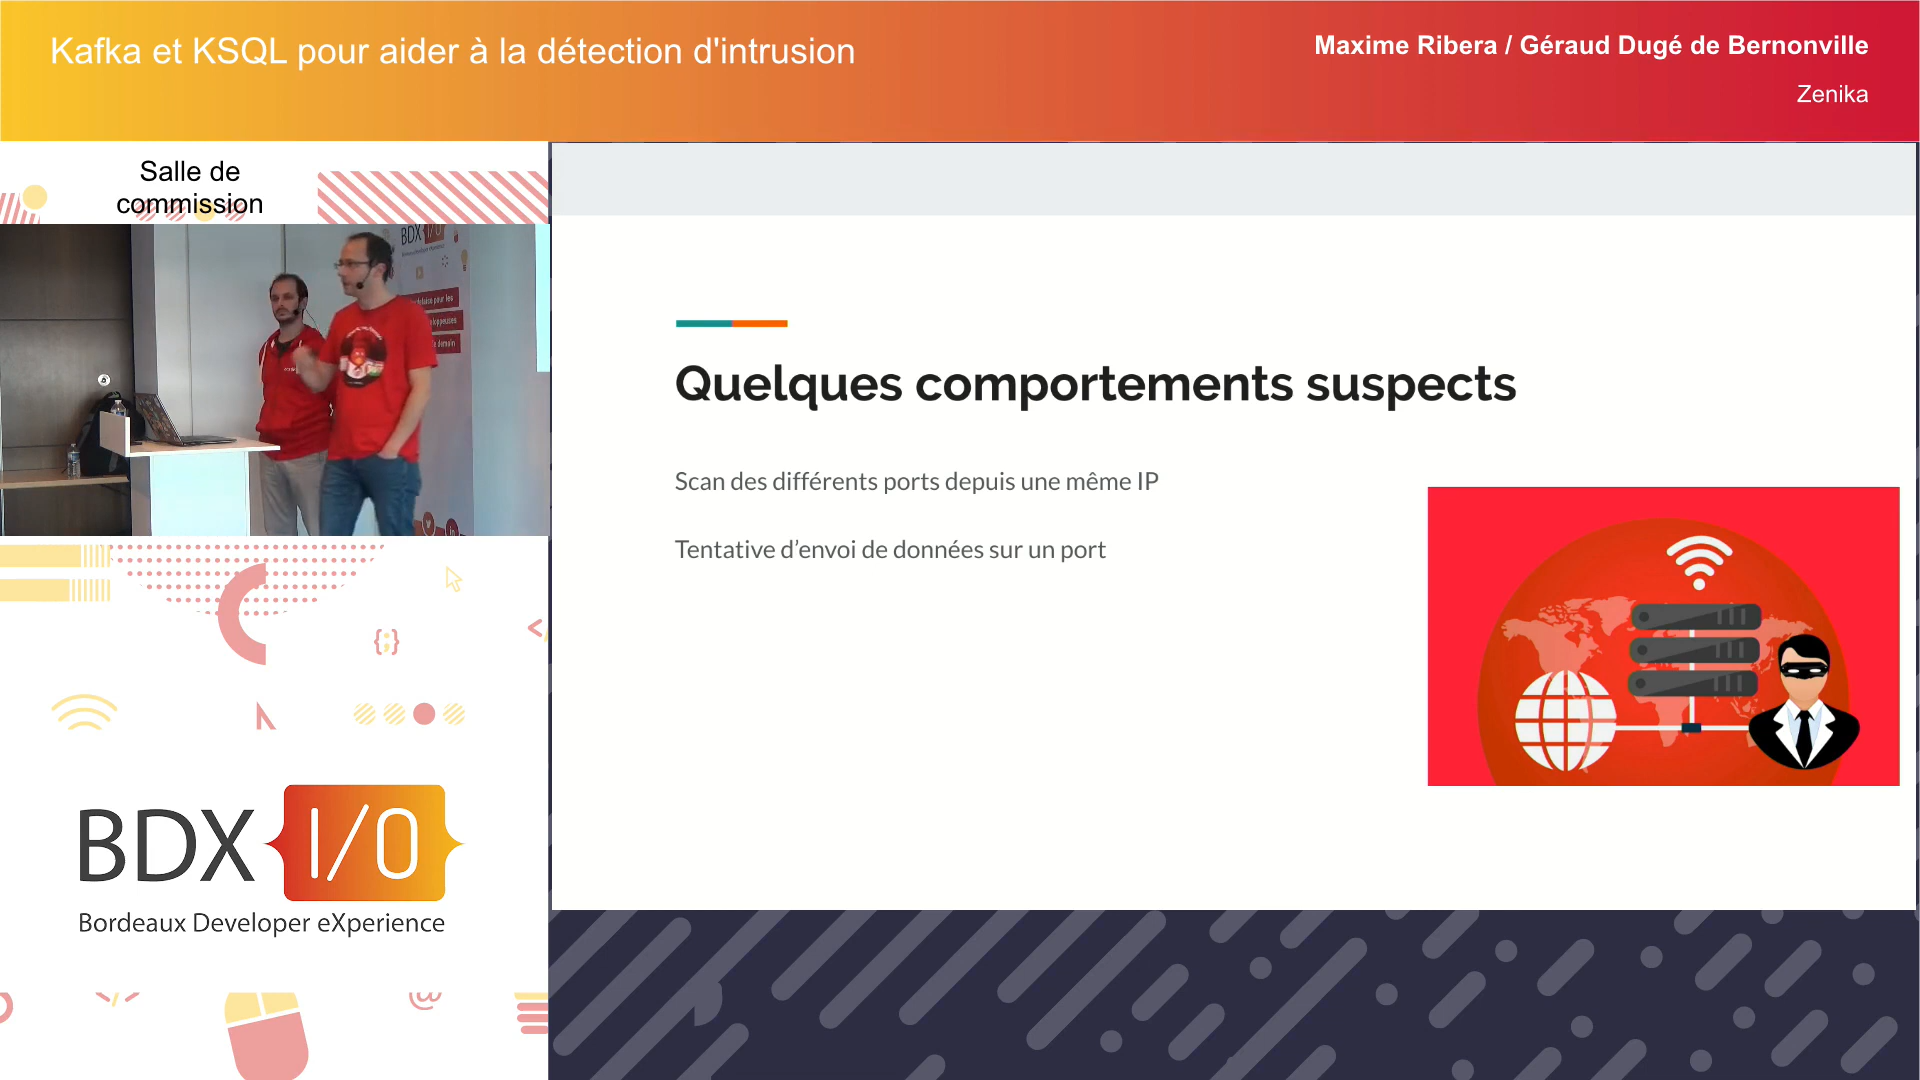 Kafka et KSQL pour aider à la détection d'intrusion
Maxime Ribera / Géraud Dugé de Bernonville
Zenika
Salle de
commission
BDX I/O
Quelques comportements suspects
Scan des différents ports depuis une même IP
Tentative d’envoi de données sur un port
BDX I/O
Bordeaux Developer eXperience